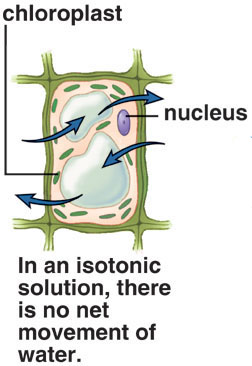 chloroplast
nucleus
In an isotonic
solution, there
is no net
movement of
water.